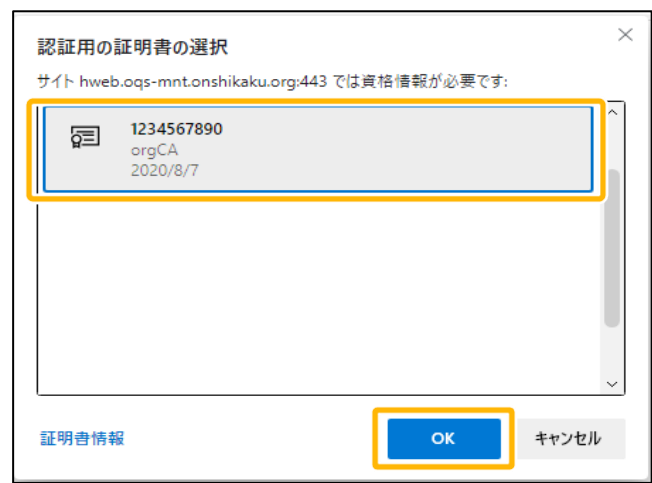 認証用の証明書の選択
サイト hweb.oqs-mnt.onshikaku.org:443 では資格情報が必要です:
1234567890
orgCA
2020/8/7
証明書情報
OK
キャンセル